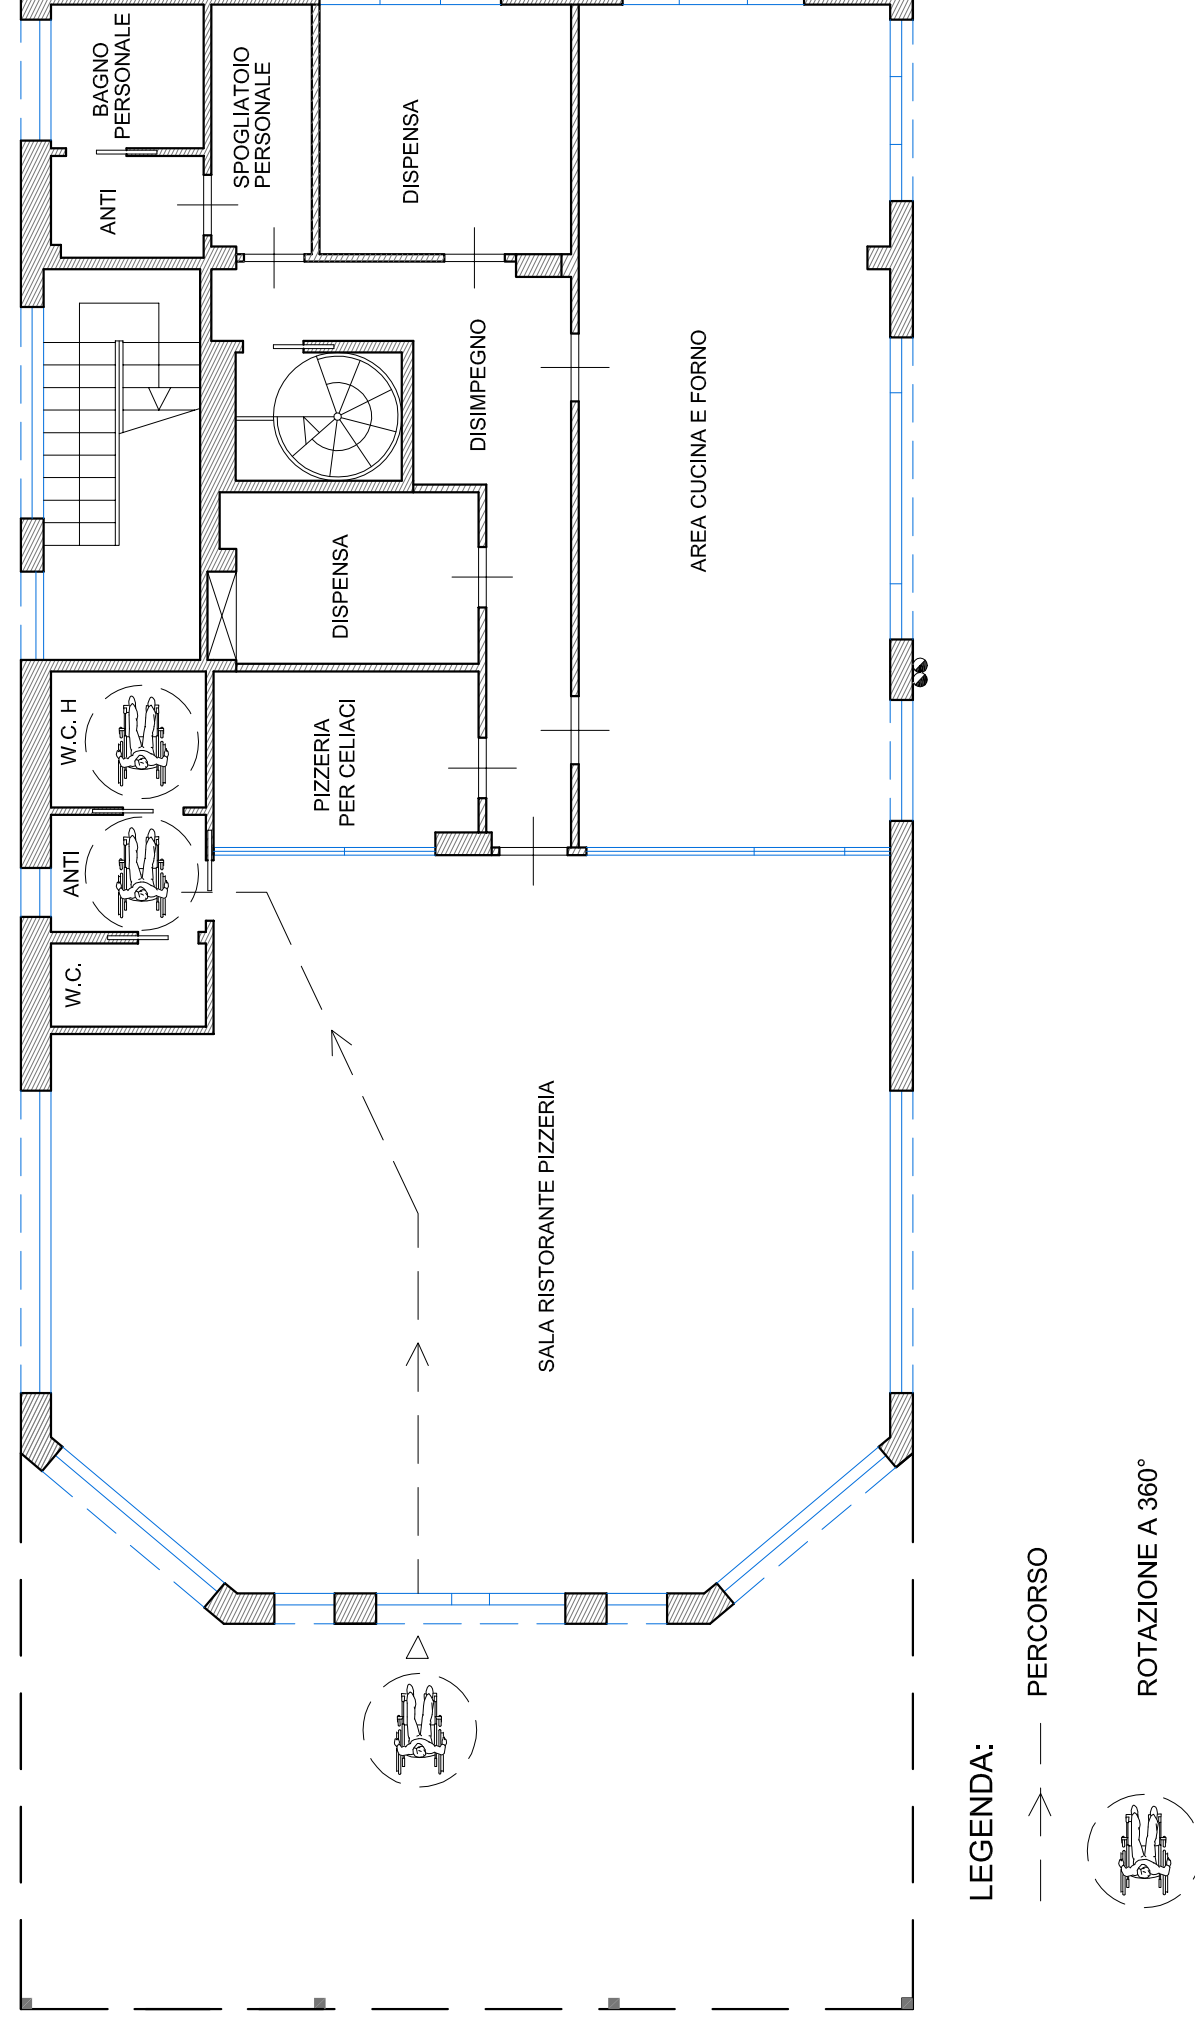 BAGNO
PERSONALE
ANTI
SPOGLIATOIO
PERSONALE
DISPENSA
DISIMPEGNO
AREA CUCINA E FORNO
DISPENSA
W.C. H
PIZZERIA
PER CELIACI
ANTI
W.C.
SALA RISTORANTE PIZZERIA
LEGENDA:
PERCORSO
ROTAZIONE A 360°